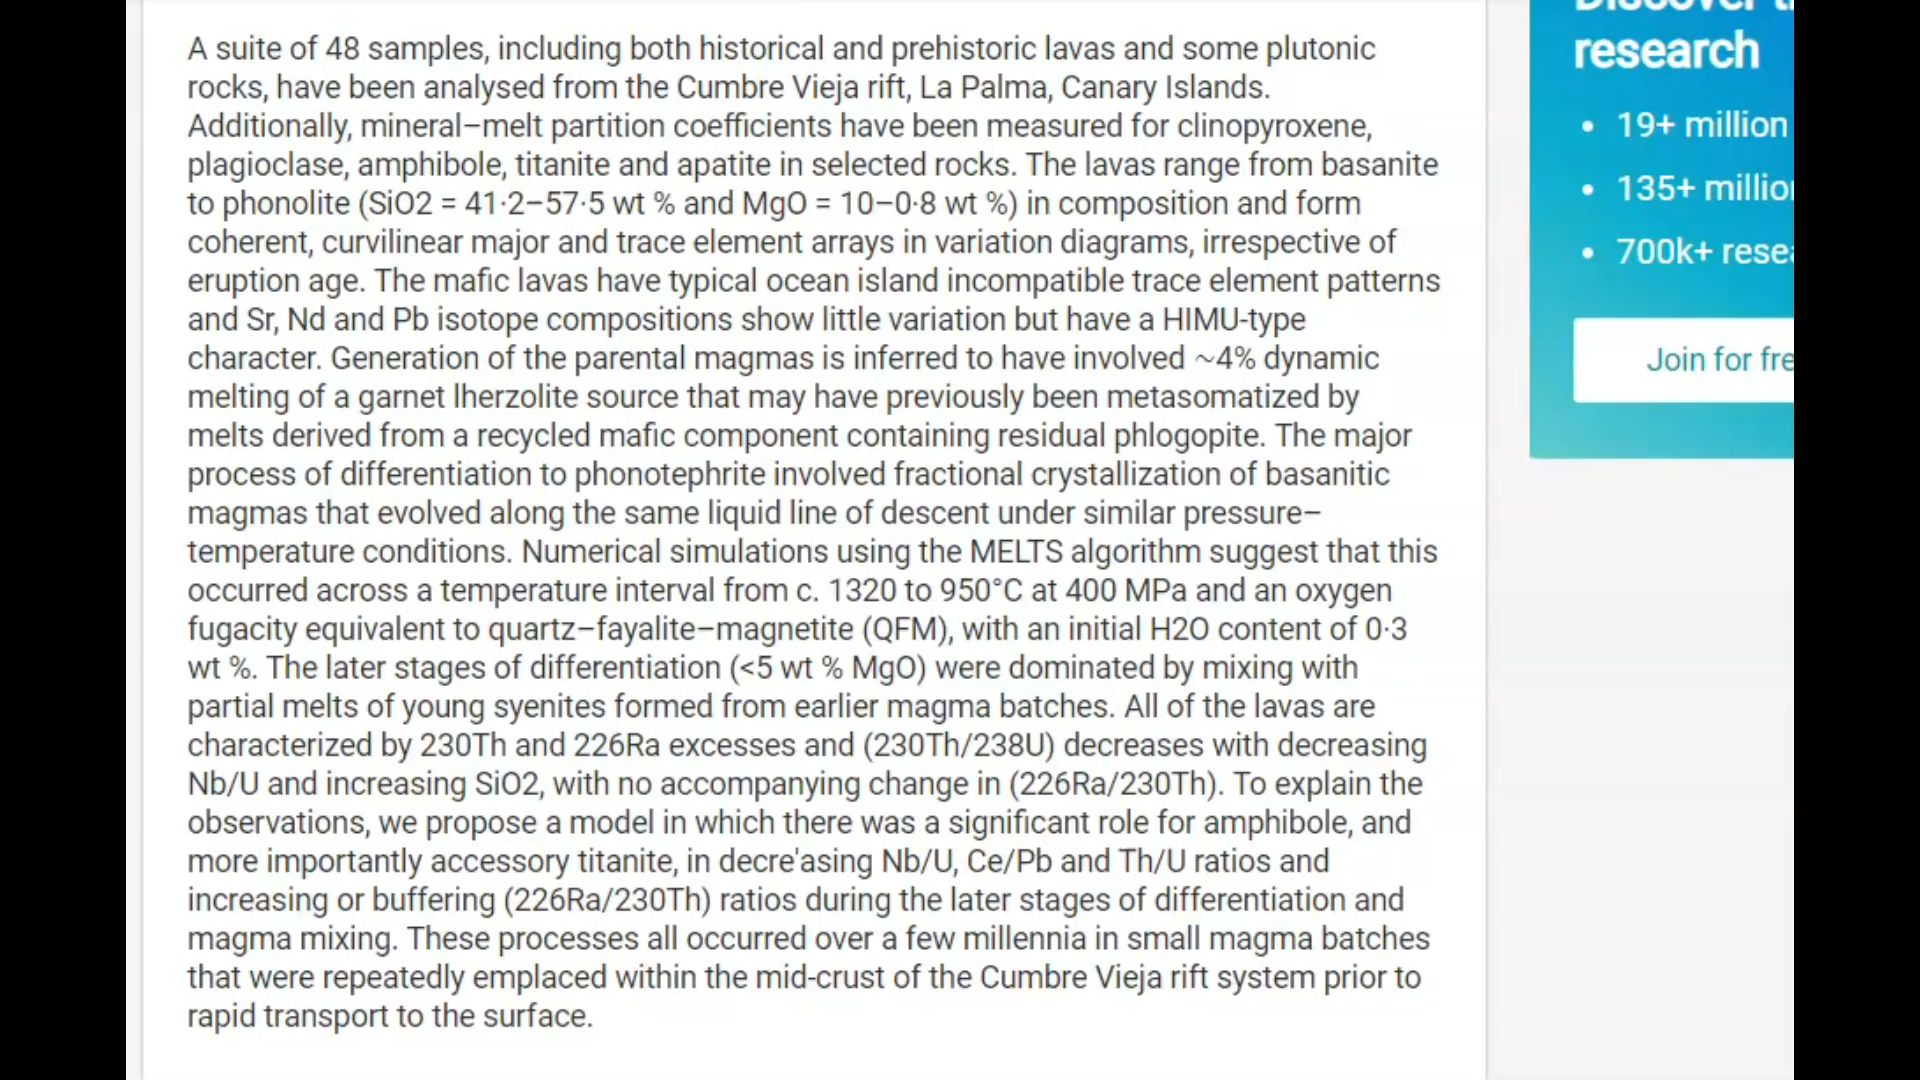 A suite of 48 samples, including both historical and prehistoric lavas and some plutonic
rocks, have been analysed from the Cumbre Vieja rift, La Palma, Canary Islands.
Additionally, mineral–melt partition coefficients have been measured for clinopyroxene,
plagioclase, amphibole, titanite and apatite in selected rocks. The lavas range from basanite
to phonolite (SiO2 = 41·2–57·5 wt % and MgO = 10–0·8 wt %) in composition and form
coherent, curvilinear major and trace element arrays in variation diagrams, irrespective of
eruption age. The mafic lavas have typical ocean island incompatible trace element patterns
and Sr, Nd and Pb isotope compositions show little variation but have a HIMU-type
character. Generation of the parental magmas is inferred to have involved ~4% dynamic
melting of a garnet lherzolite source that may have previously been metasomatized by
melts derived from a recycled mafic component containing residual phlogopite. The major
process of differentiation to phonotephrite involved fractional crystallization of basanitic
magmas that evolved along the same liquid line of descent under similar pressure–
temperature conditions. Numerical simulations using the MELTS algorithm suggest that this
occurred across a temperature interval from c. 1320 to 950°C at 400 MPa and an oxygen
fugacity equivalent to quartz–fayalite–magnetite (QFM), with an initial H2O content of 0·3
wt %. The later stages of differentiation (<5 wt % MgO) were dominated by mixing with
partial melts of young syenites formed from earlier magma batches. All of the lavas are
characterized by 230Th and 226Ra excesses and (230Th/238U) decreases with decreasing
Nb/U and increasing SiO2, with no accompanying change in (226Ra/230Th). To explain the
observations, we propose a model in which there was a significant role for amphibole, and
more importantly accessory titanite, in decre'asing Nb/U, Ce/Pb and Th/U ratios and
increasing or buffering (226Ra/230Th) ratios during the later stages of differentiation and
magma mixing. These processes all occurred over a few millennia in small magma batches
that were repeatedly emplaced within the mid-crust of the Cumbre Vieja rift system prior to
rapid transport to the surface.
Discover
research
• 19+ million
• 135+ million
• 700k+
Join for